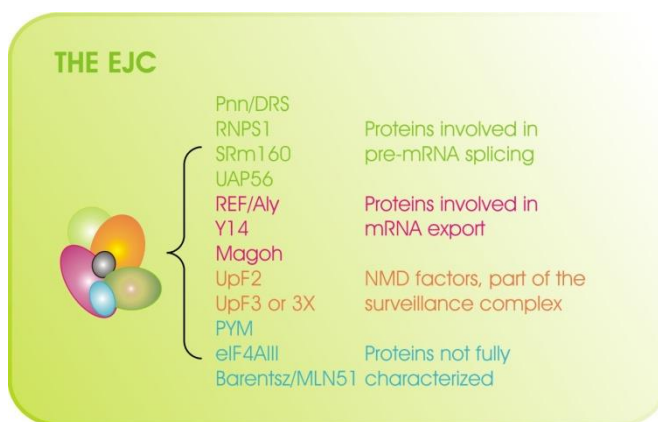 THE EJC
Pnn/DRS
RNPS1 Proteins involved in
SRm160 pre-mRNA splicing
UAP56
REF/Aly Proteins involved in
Y14 mRNA export
Magoh
UpF2 NMD factors, part of the
UpF3 or 3X surveillance complex
PYM
eIF4AIII Proteins not fully
Barentsz/MLN51 characterized